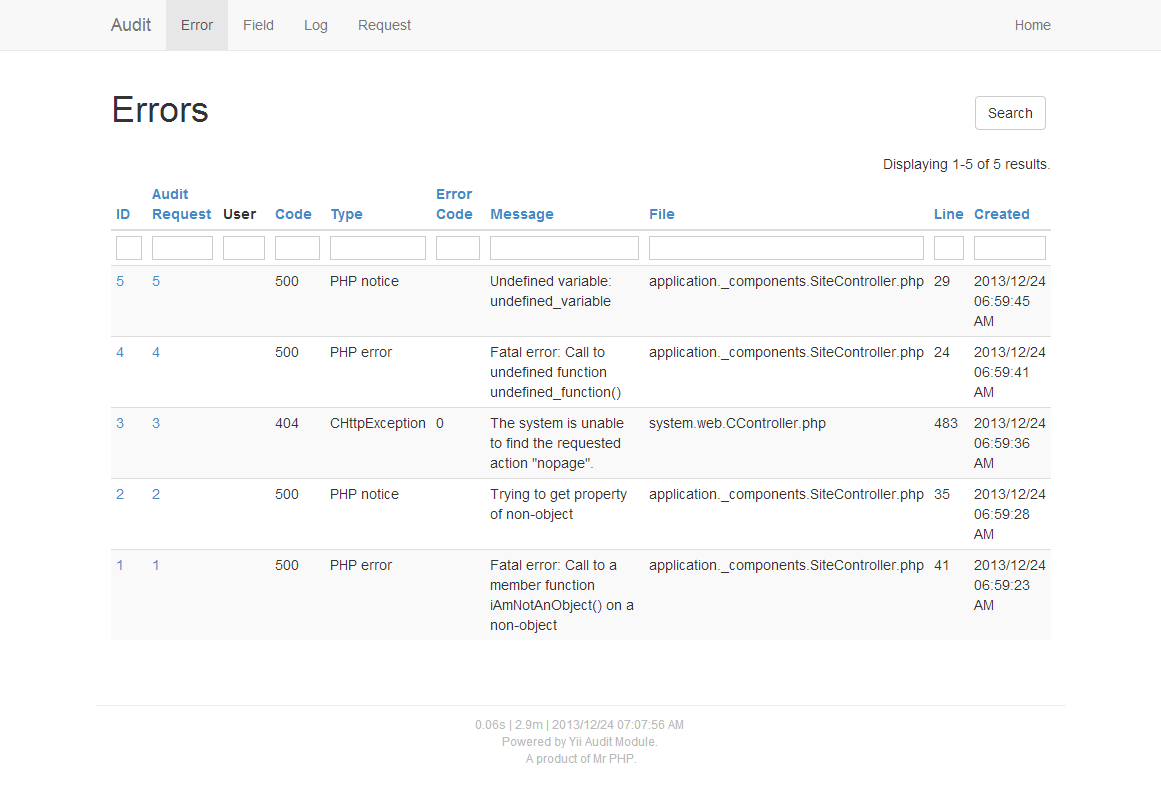 Audit Error Field Log Request Home
Errors
Search
Displaying 1-5 of 5 results.
ID Audit Request User Code Type Error Code Message File Line Created
5 5 500 PHP notice Undefined variable: undefined_variable application._components.SiteController.php 29 2013/12/24 06:59:45 AM
4 4 500 PHP error Fatal error: Call to undefined function undefined_function() application._components.SiteController.php 24 2013/12/24 06:59:41 AM
3 3 404 CHttpException 0 The system is unable to find the requested action "nopage". system.web.CController.php 483 2013/12/24 06:59:36 AM
2 2 500 PHP notice Trying to get property of non-object application._components.SiteController.php 35 2013/12/24 06:59:28 AM
1 1 500 PHP error Fatal error: Call to a member function iAmNotAnObject() on a non-object application._components.SiteController.php 41 2013/12/24 06:59:23 AM
0.06s | 2.9m | 2013/12/24 07:07:56 AM
Powered by Yii Audit Module.
A product of Mr PHP.